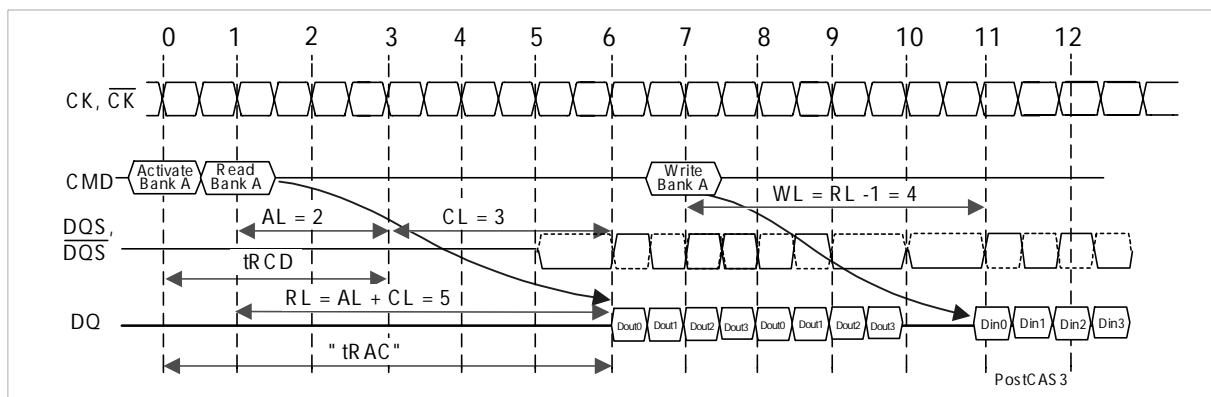 0 1 2 3 4 5 6 7 8 9 10 11 12
CK, CK
CMD
Activate
Bank A
Read
Bank A
Write
Bank A
WL = RL -1 = 4
AL = 2
CL = 3
DQS,
DQS
tRCD
RL = AL + CL = 5
DQ
Dout0 Dout1 Dout2 Dout3 Dout0 Dout1 Dout2 Dout3
Din0 Din1 Din2 Din3
"tRAC"
PostCAS3